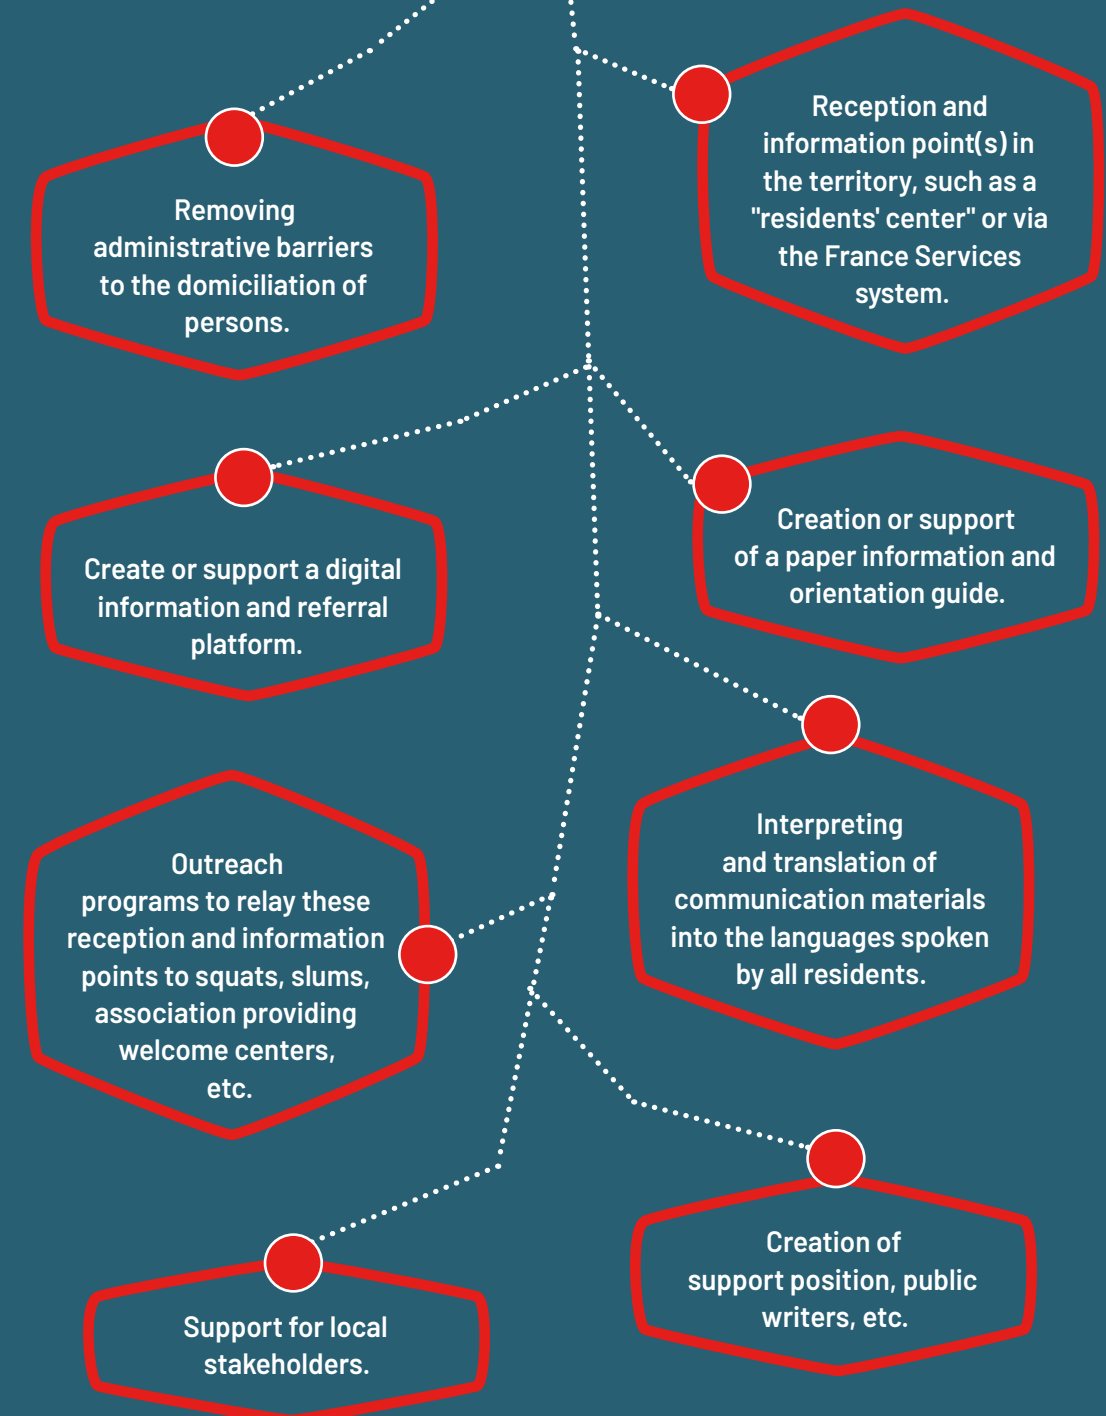 Reception and
information point(s) in
the territory, such as a
"residents' center" or via
the France Services
system.
Removing
administrative barriers
to the domiciliation of
persons.
Creation or support
of a paper information and
orientation guide.
Create or support a digital
information and referral
platform.
Interpreting
and translation of
communication materials
into the languages spoken
by all residents.
Outreach
programs to relay these
reception and information
points to squats, slums,
association providing
welcome centers,
etc.
Creation of
support position, public
writers, etc.
Support for local
stakeholders.